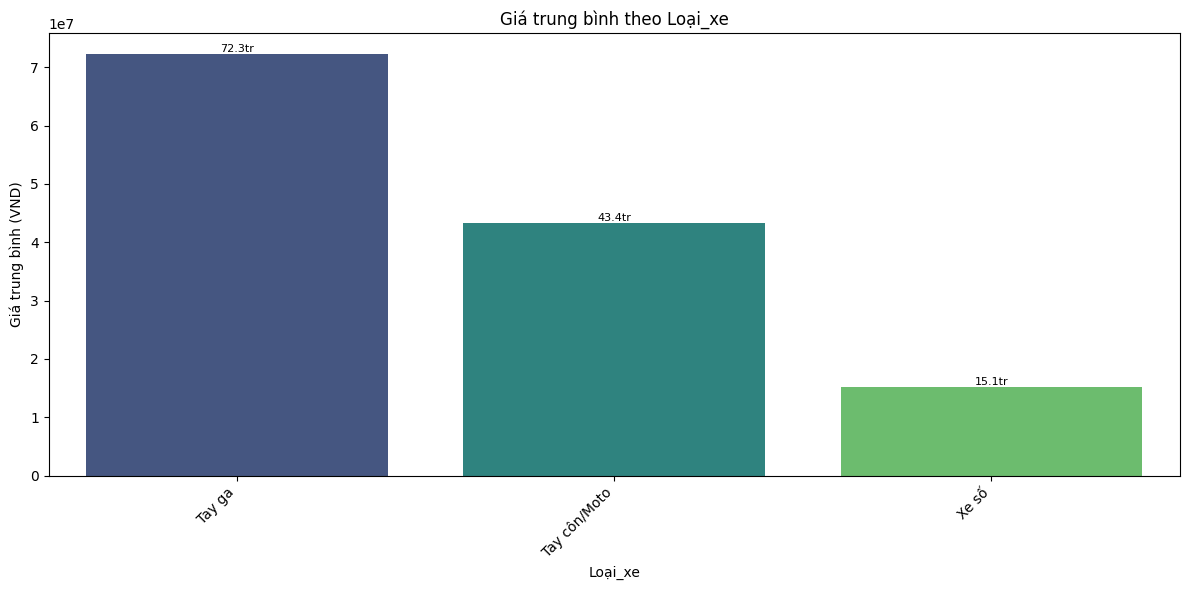 Giá trung bình theo Loại_xe
1e7
72.3tr
43.4tr
15.1tr
7
6
5
4
3
2
1
0
Giá trung bình (VND)
Tay ga
Tay côn/Moto
Xe số
Loại_xe